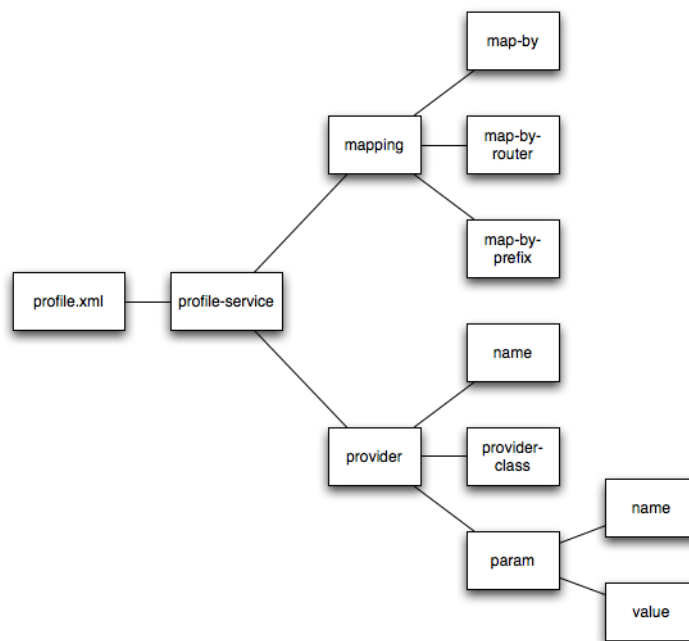 map-by
mapping
map-by-
router
map-by-
prefix
profile.xml
profile-service
name
provider
provider-
class
name
param
value